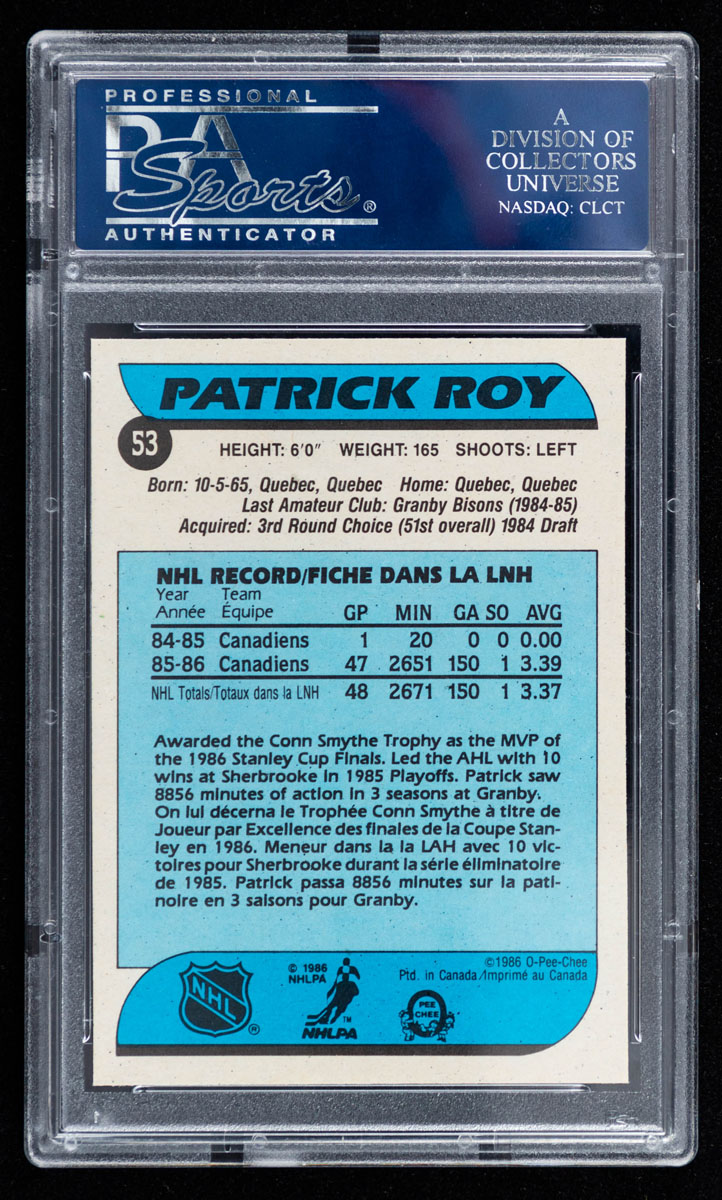 PROFESSIONAL
PSA
Sports®
AUTHENTICATOR
A
DIVISION OF
COLLECTORS
UNIVERSE
NASDAQ: CLCT
PATRICK ROY
53
HEIGHT: 6'0" WEIGHT: 165 SHOOTS: LEFT
Born: 10-5-65, Quebec, Quebec Home: Quebec, Quebec
Last Amateur Club: Granby Bisons (1984-85)
Acquired: 3rd Round Choice (51st overall) 1984 Draft
NHL RECORD/FICHE DANS LA LNH
Year Team
Année Équipe GP MIN GA SO AVG
84-85 Canadiens 1 20 0 0 0.00
85-86 Canadiens 47 2651 150 1 3.39
NHL Totals/Totaux dans la LNH 48 2671 150 1 3.37
Awarded the Conn Smythe Trophy as the MVP of
the 1986 Stanley Cup Finals. Led the AHL with 10
wins at Sherbrooke in 1985 Playoffs. Patrick saw
8856 minutes of action in 3 seasons at Granby.
On lui décerna le Trophée Conn Smythe à titre de
Joueur par Excellence des finales de la Coupe Stan-
ley en 1986. Meneur dans la la LAH avec 10 vic-
toires pour Sherbrooke durant la série éliminatoire
de 1985. Patrick passa 8856 minutes sur la pati-
noire en 3 saisons pour Granby.
©1986 O-Pee-Chee
Ptd. in Canada/Imprimé au Canada
© 1986
NHLPA
NHL®
TM
NHLPA
PEE
CHEE